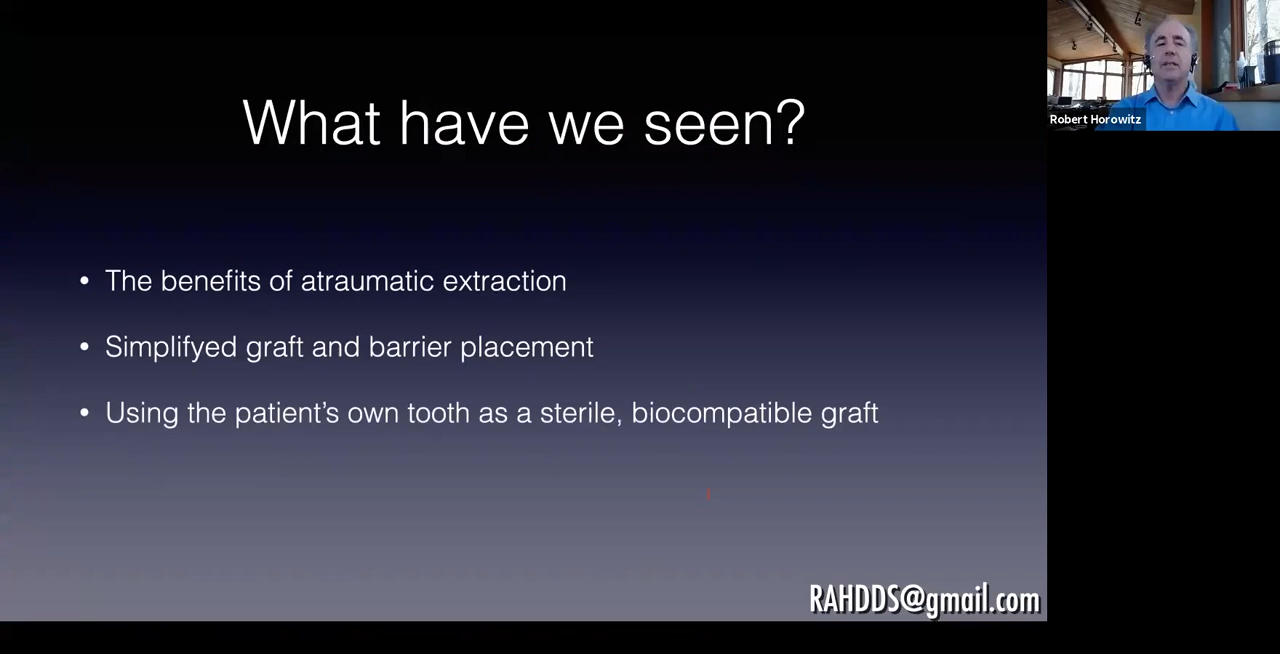 What have we seen?
• The benefits of atraumatic extraction
• Simplifyed graft and barrier placement
• Using the patient's own tooth as a sterile, biocompatible graft
RAHDDS@gmail.com
Robert Horowitz